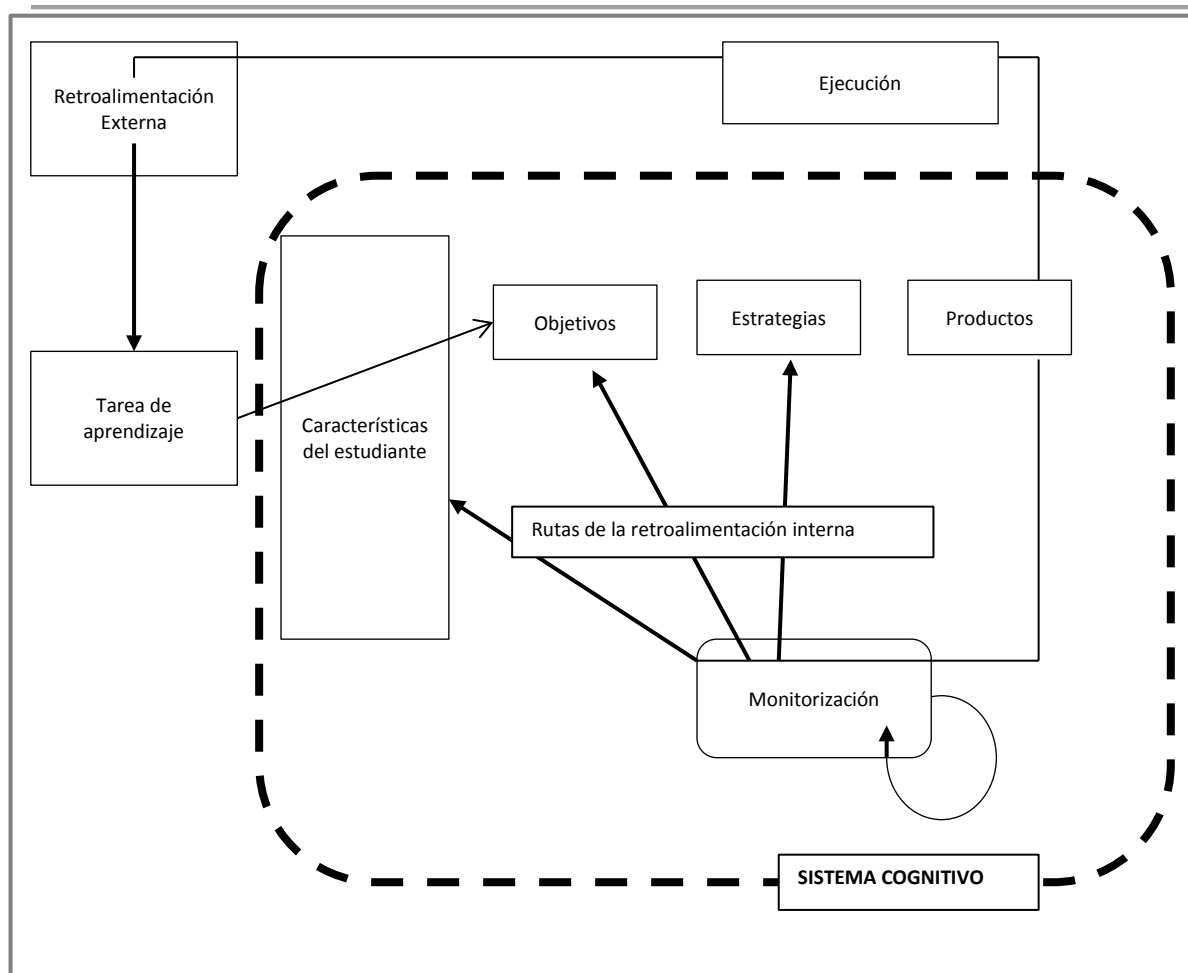 Ejecución
Retroalimentación
Externa
Objetivos
Estrategias
Productos
Tarea de
aprendizaje
Características
del estudiante
Rutas de la retroalimentación interna
Monitorización
SISTEMA COGNITIVO